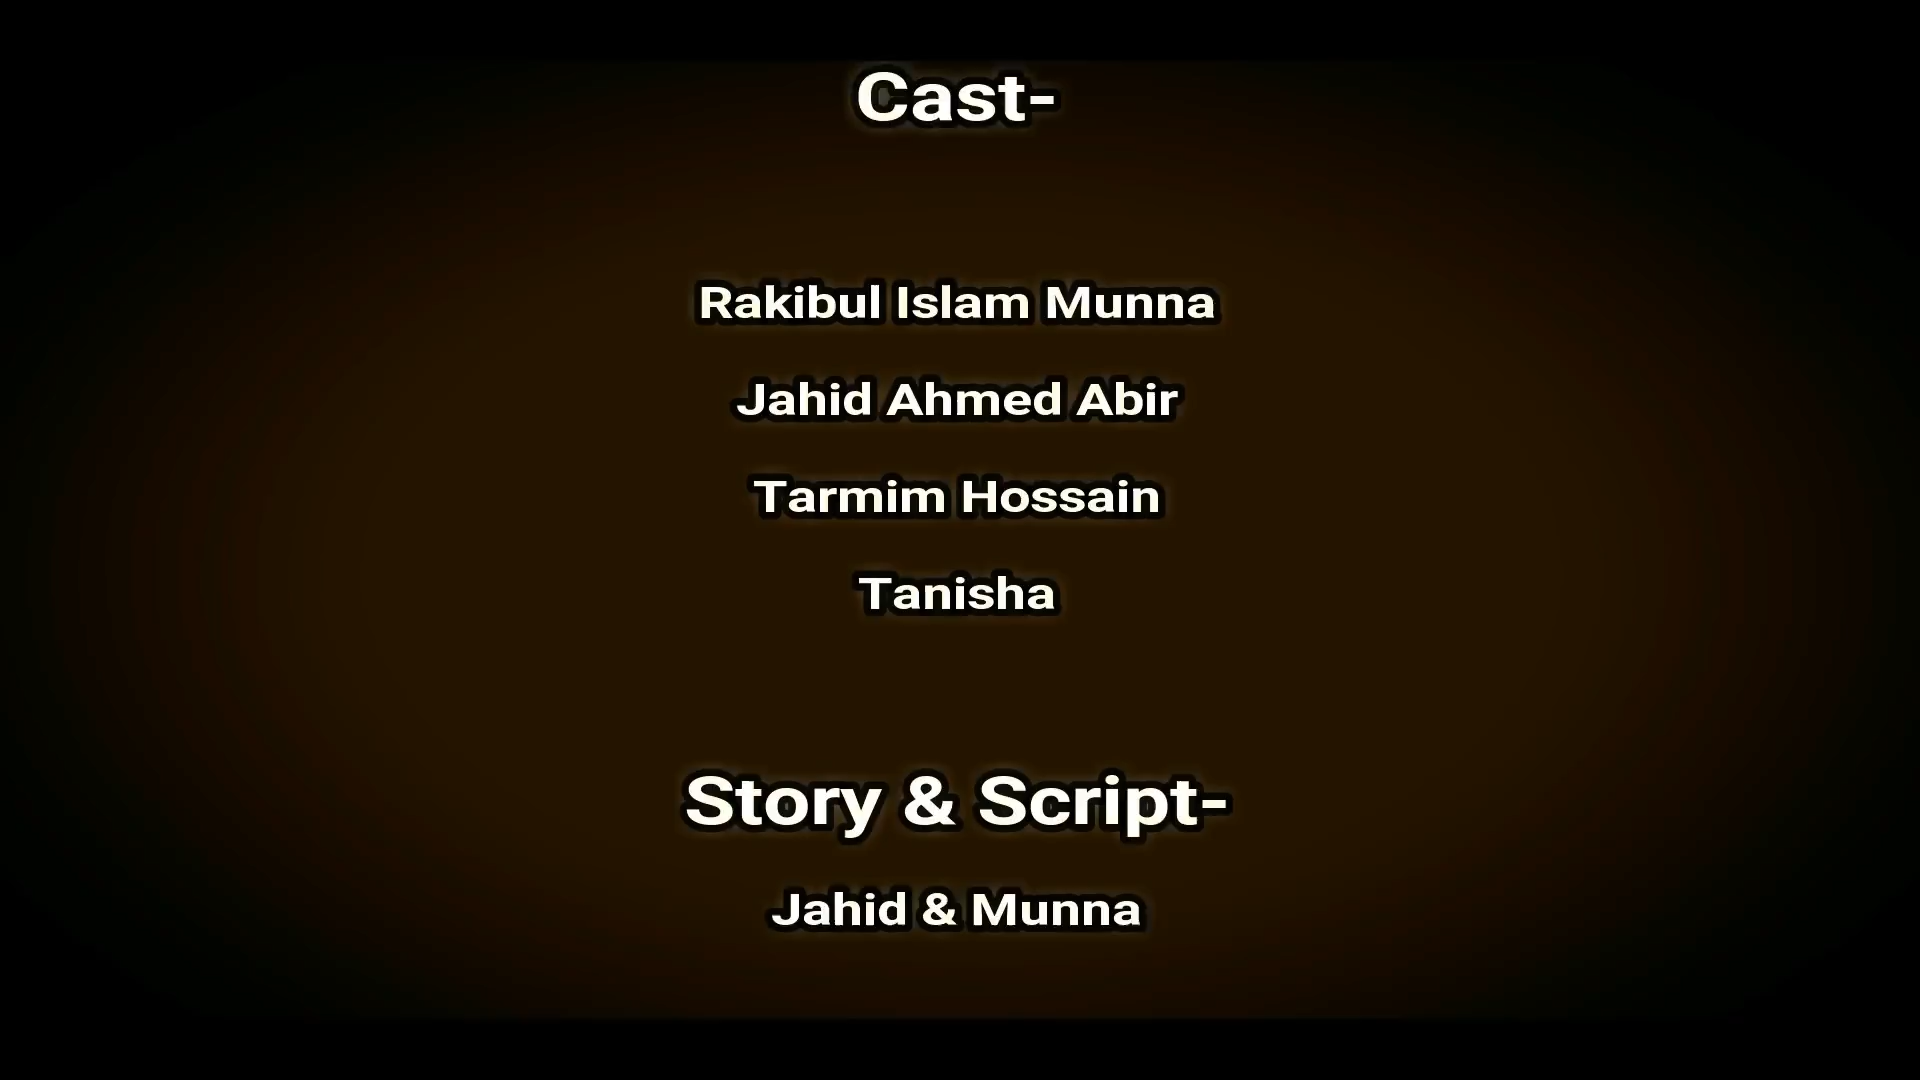 Cast-
Rakibul Islam Munna
Jahid Ahmed Abir
Tarmim Hossain
Tanisha
Story & Script-
Jahid & Munna